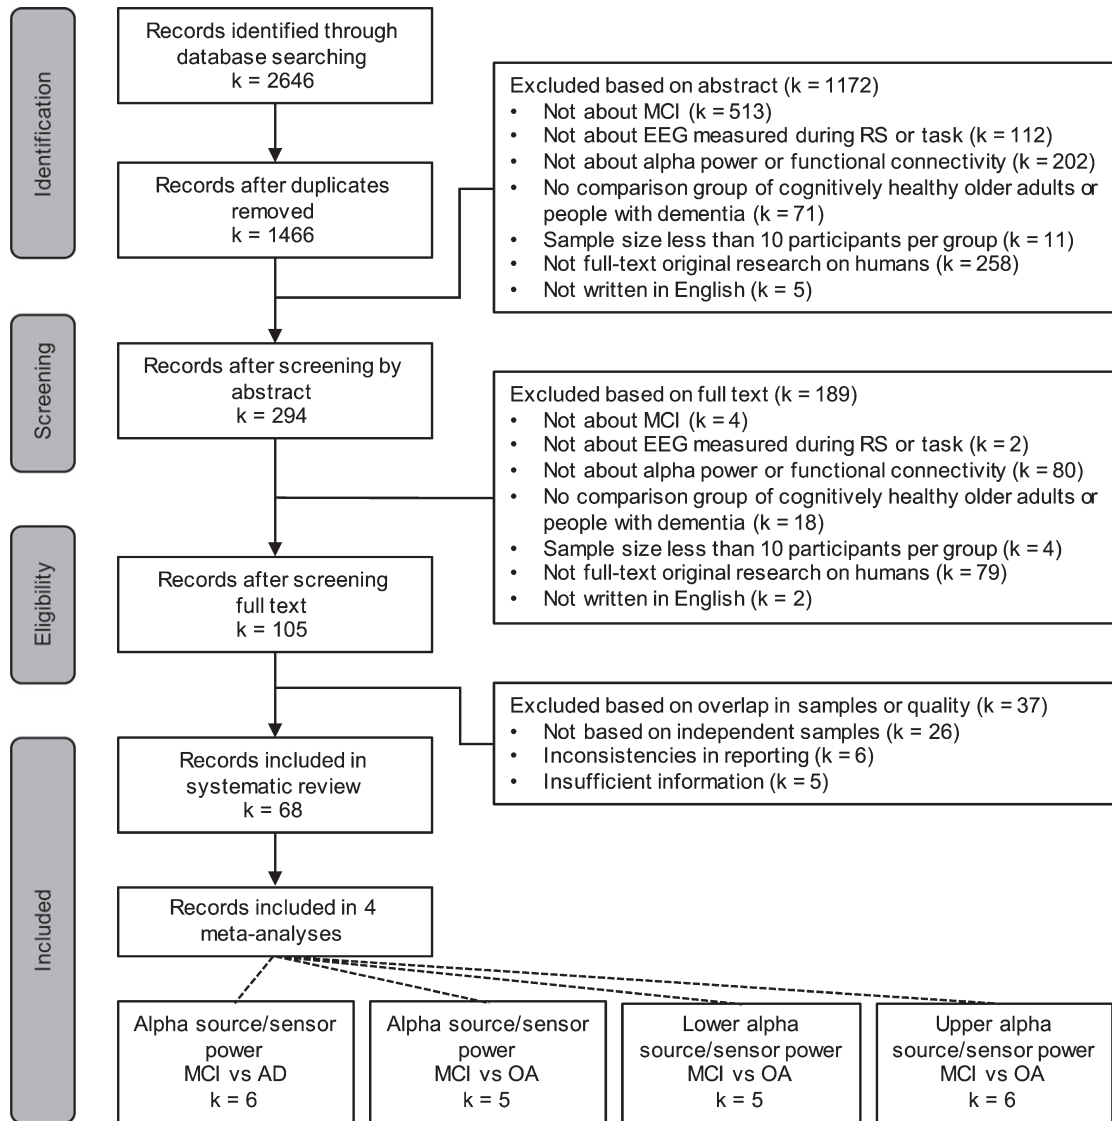 Identification
Records identified through
database searching
k = 2646
Records after duplicates
removed
k = 1466
Excluded based on abstract (k = 1172)
• Not about MCI (k = 513)
• Not about EEG measured during RS or task (k = 112)
• Not about alpha power or functional connectivity (k = 202)
• No comparison group of cognitively healthy older adults or
people with dementia (k = 71)
• Sample size less than 10 participants per group (k = 11)
• Not full-text original research on humans (k = 258)
• Not written in English (k = 5)
Screening
Records after screening by
abstract
k = 294
Excluded based on full text (k = 189)
• Not about MCI (k = 4)
• Not about EEG measured during RS or task (k = 2)
• Not about alpha power or functional connectivity (k = 80)
• No comparison group of cognitively healthy older adults or
people with dementia (k = 18)
• Sample size less than 10 participants per group (k = 4)
• Not full-text original research on humans (k = 79)
• Not written in English (k = 2)
Eligibility
Records after screening
full text
k = 105
Excluded based on overlap in samples or quality (k = 37)
• Not based on independent samples (k = 26)
• Inconsistencies in reporting (k = 6)
• Insufficient information (k = 5)
Included
Records included in
systematic review
k = 68
Records included in 4
meta-analyses
Alpha source/sensor
power
MCI vs AD
k = 6
Alpha source/sensor
power
MCI vs OA
k = 5
Lower alpha
source/sensor power
MCI vs OA
k = 5
Upper alpha
source/sensor power
MCI vs OA
k = 6